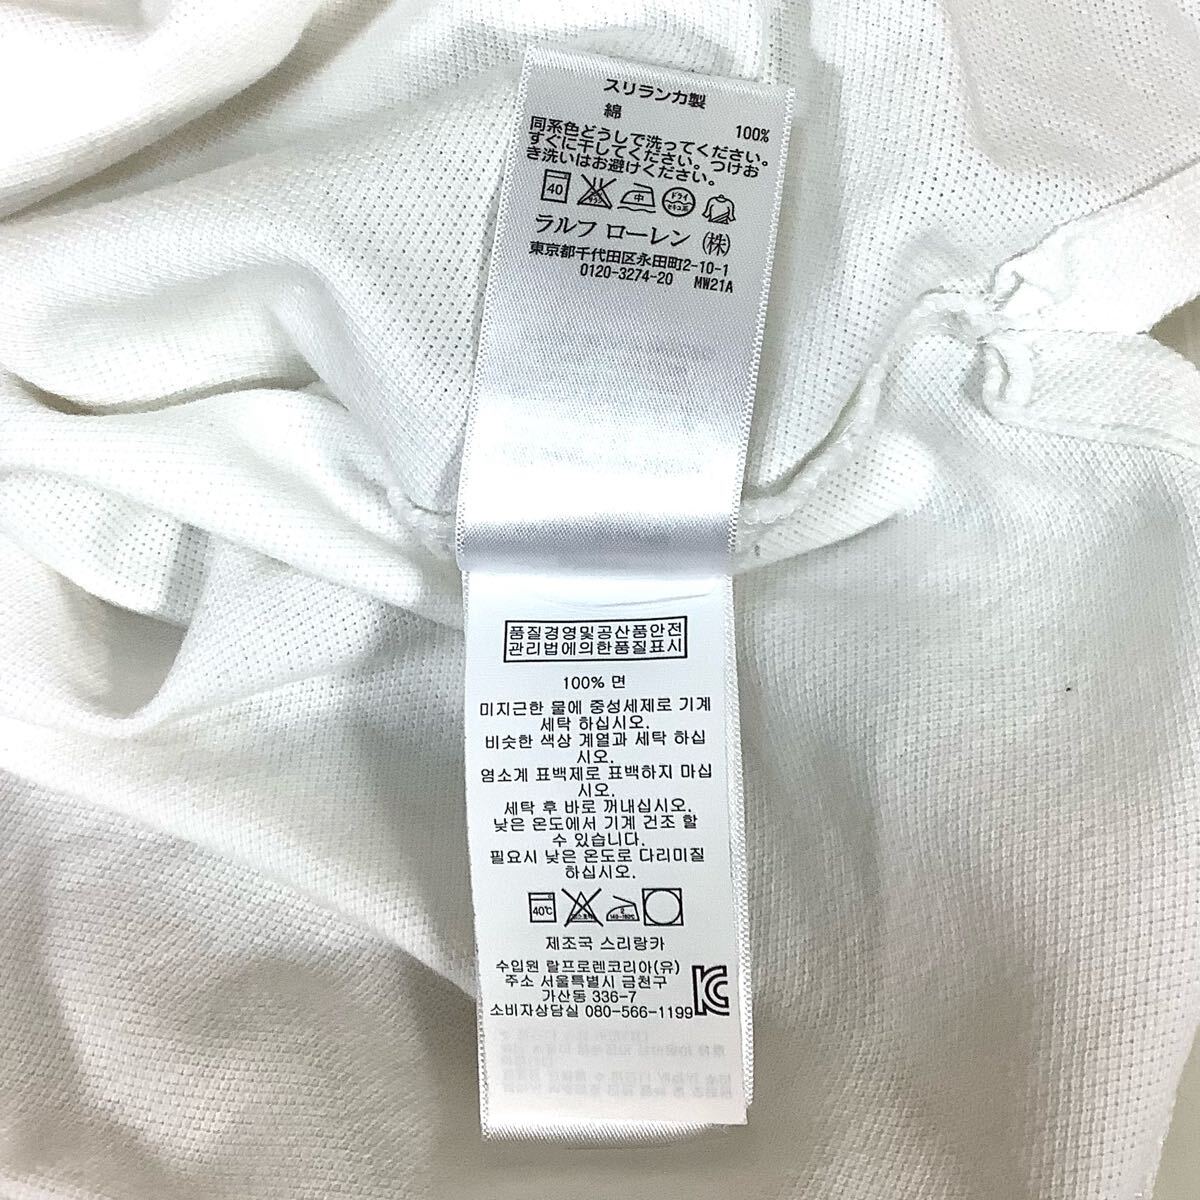 スリランカ製
綿 100%
同系色どうしで洗ってください。
すぐに干してください。つけお
き洗いはお避けください。
40 中 ドライ
ラルフ ローレン (株)
東京都千代田区永田町2-10-1
0120-3274-20 MW21A
품질경영및공산품안전
관리법에의한품질표시
100% 면
미지근한 물에 중성세제로 기계
세탁 하십시오.
비슷한 색상 계열과 세탁 하십
시오.
염소계 표백제로 표백하지 마십
시오.
세탁 후 바로 꺼내십시오.
낮은 온도에서 기계 건조 할
수 있습니다.
필요시 낮은 온도로 다리미질
하십시오.
40℃
제조국 스리랑카
수입원 랄프로렌코리아(유)
주소 서울특별시 금천구
가산동 336-7
소비자상담실 080-566-1199